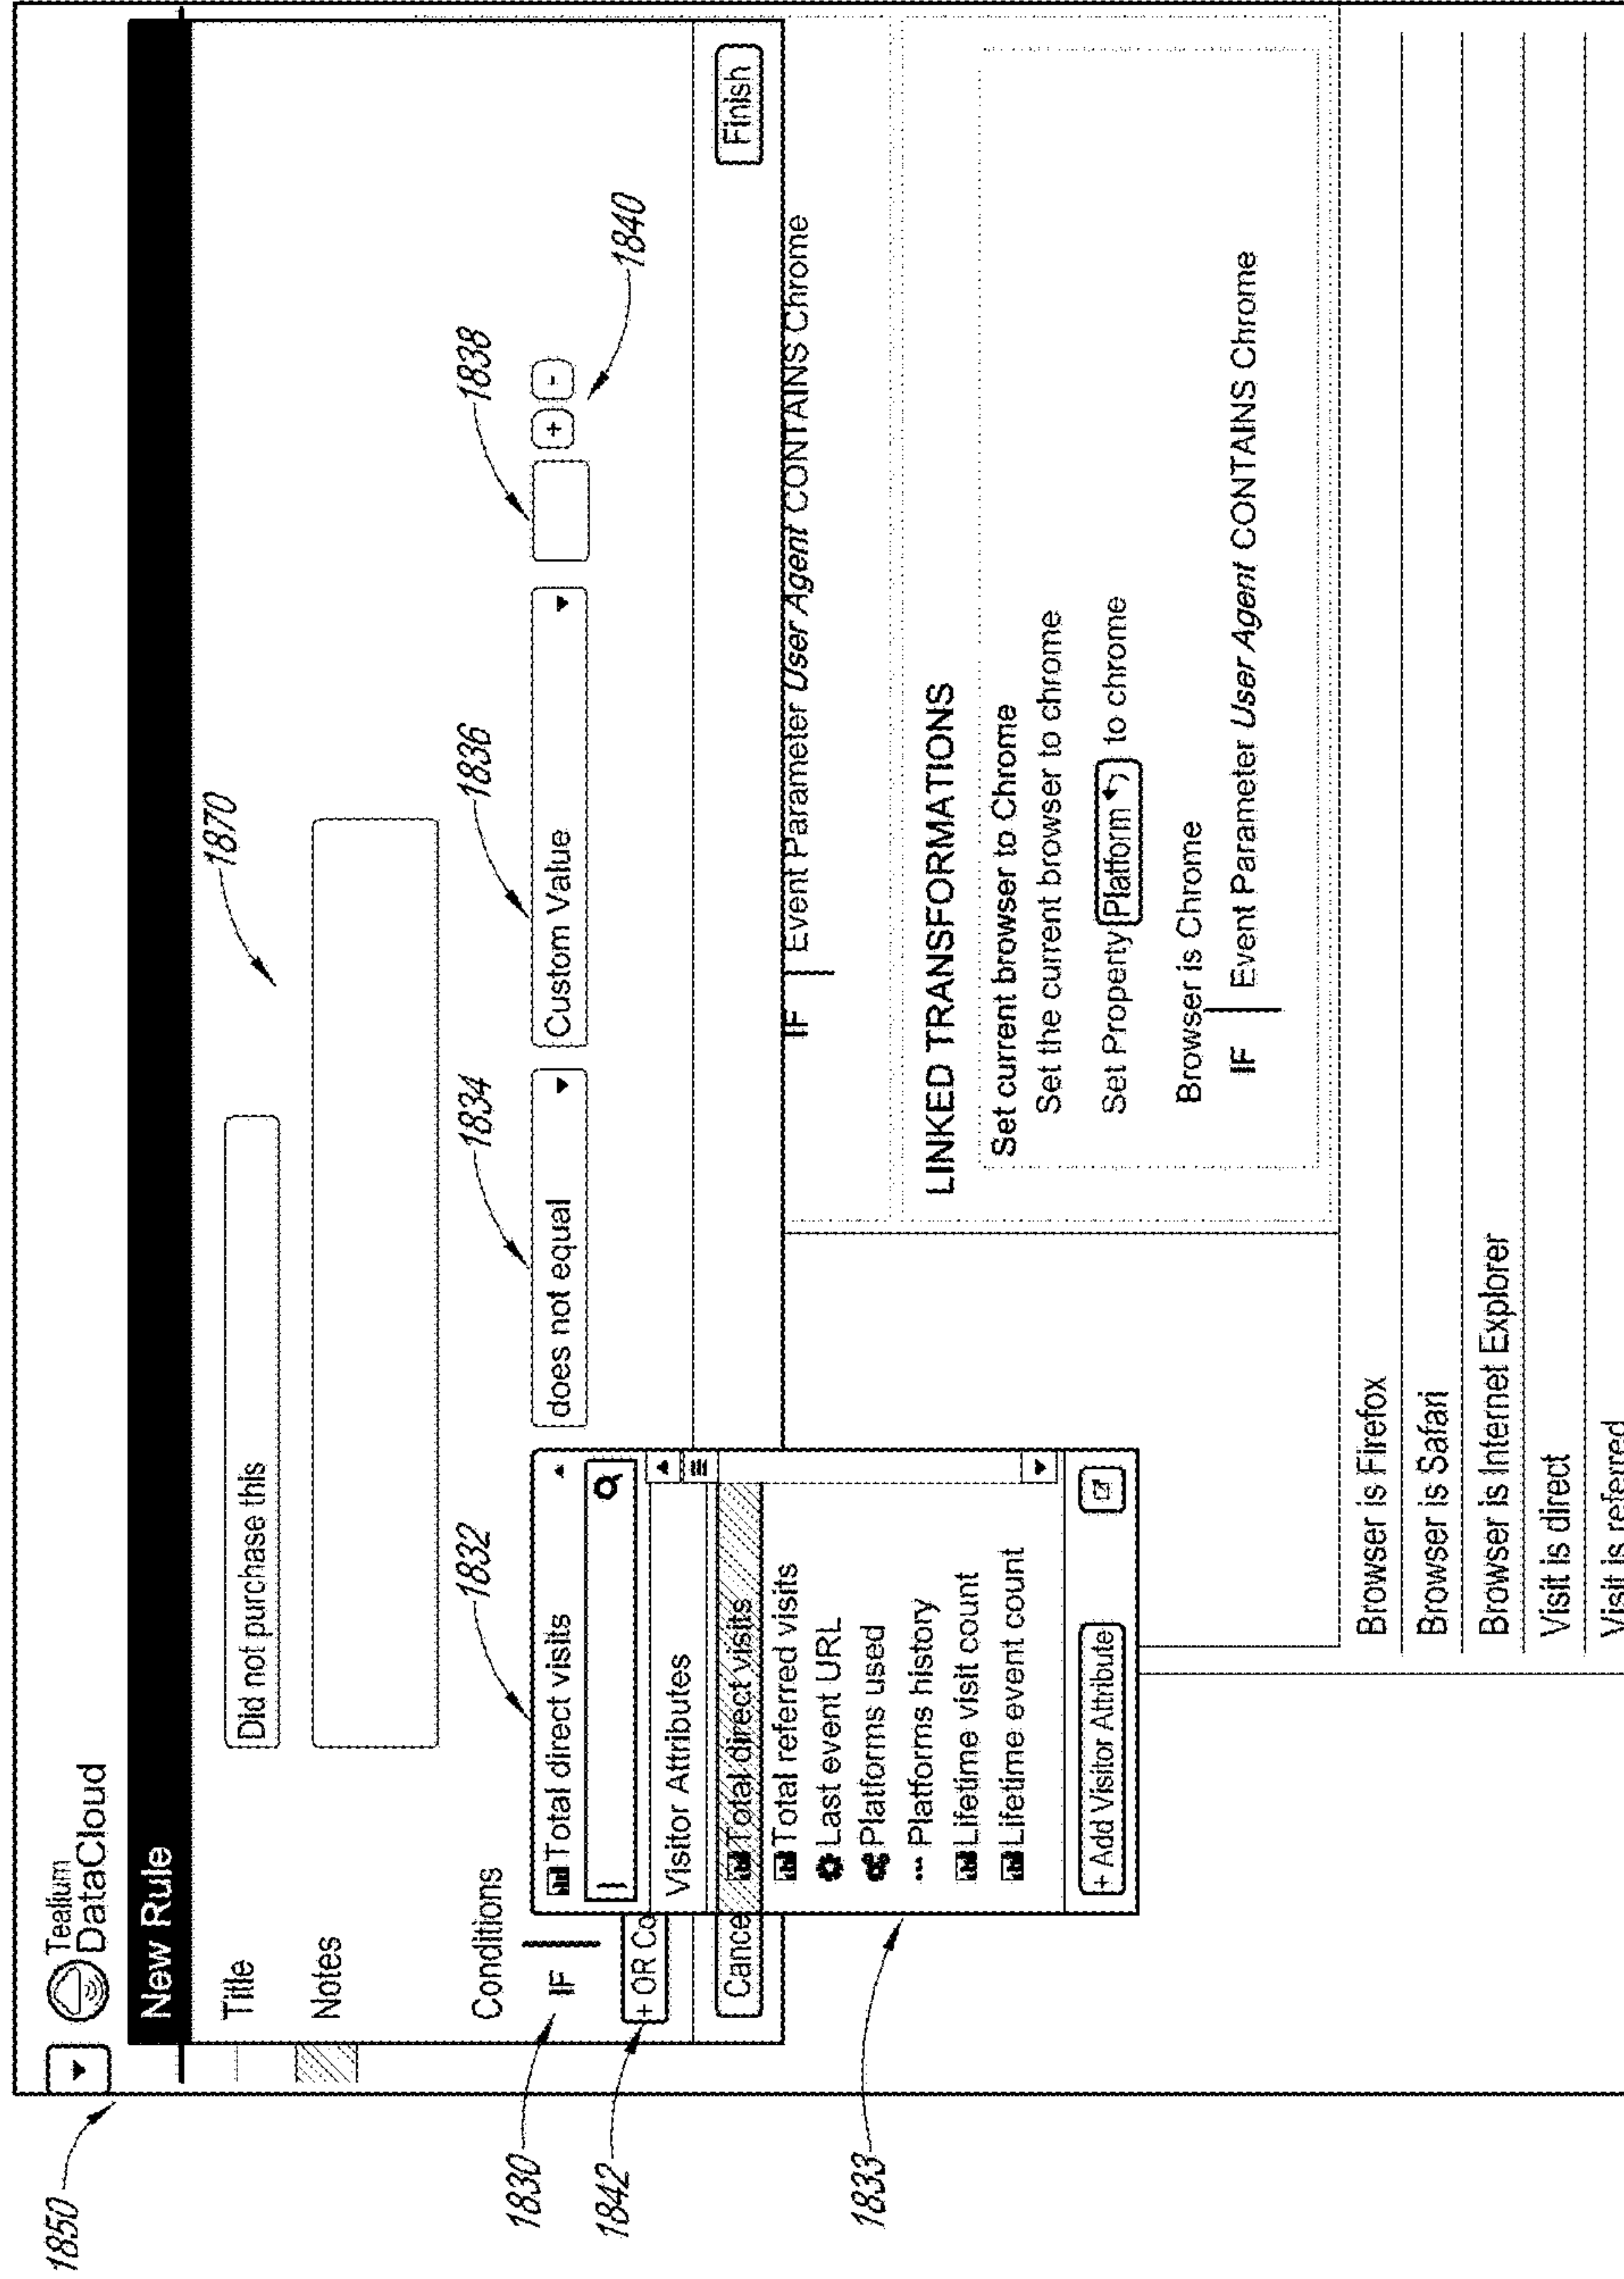 1850
Tealium
DataCloud
New Rule
1870
Title
Did not purchase this
Notes
Conditions
1832
1834
1836
1838
1830
IF
Total direct visits
does not equal
Custom Value
+
-
1840
1842
+ OR Co
Visitor Attributes
Cance
Total direct visits
Finish
Total referred visits
IF
Event Parameter User Agent CONTAINS Chrome
Last event URL
Platforms used
1833
Platforms history
Lifetime visit count
Lifetime event count
+ Add Visitor Attribute
LINKED TRANSFORMATIONS
Set current browser to Chrome
Set the current browser to chrome
Set Property Platform to chrome
Browser is Chrome
IF
Event Parameter User Agent CONTAINS Chrome
Browser is Firefox
Browser is Safari
Browser is Internet Explorer
Visit is direct
Visit is referred